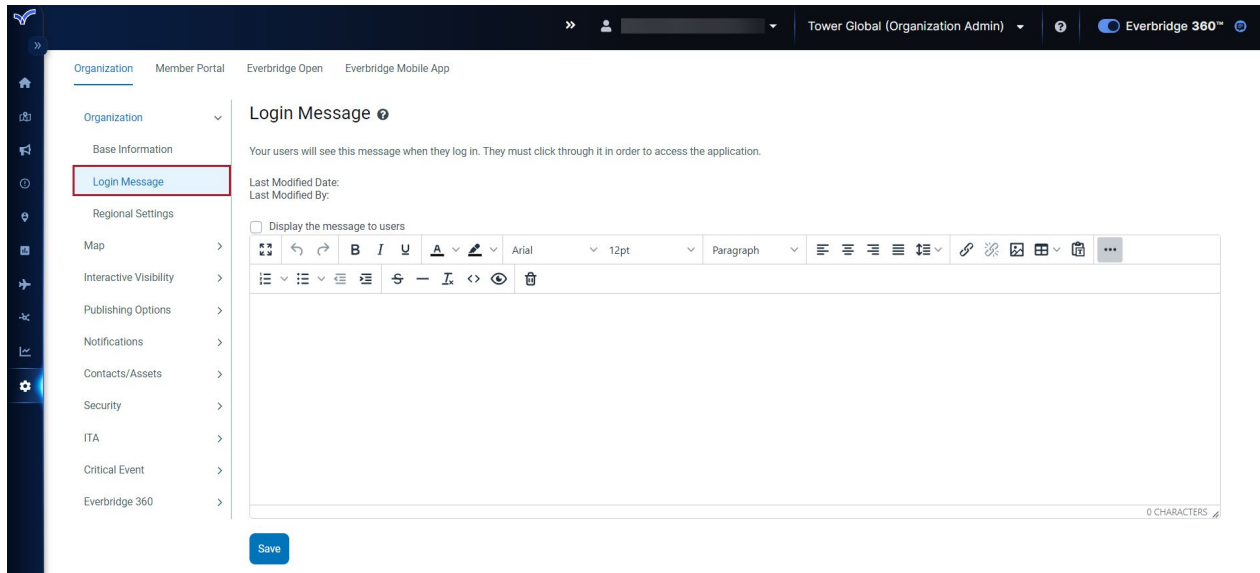 Tower Global (Organization Admin)
Everbridge 360™
Organization Member Portal Everbridge Open Everbridge Mobile App
Organization
Base Information
Login Message
Regional Settings
Map
Interactive Visibility
Publishing Options
Notifications
Contacts/Assets
Security
ITA
Critical Event
Everbridge 360
Login Message
Your users will see this message when they log in. They must click through it in order to access the application.
Last Modified Date:
Last Modified By:
Display the message to users
B I U A Arial 12pt Paragraph
0 CHARACTERS
Save